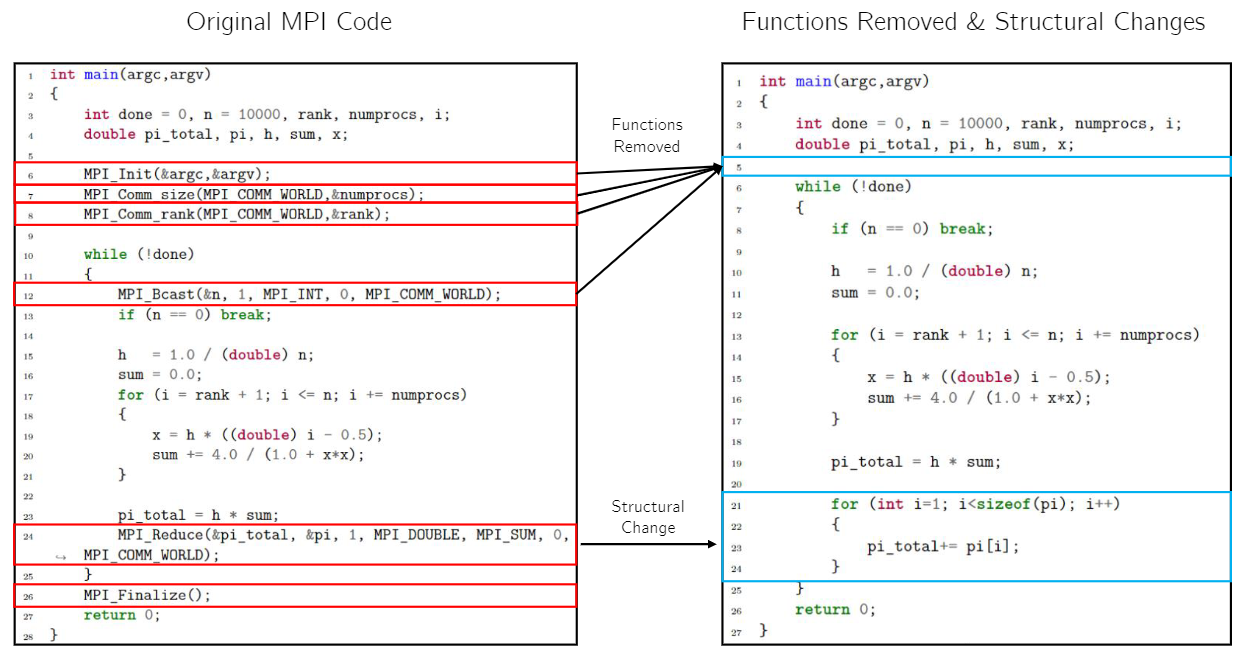 Original MPI Code
1 int main(argc,argv)
2 {
3 int done = 0, n = 10000, rank, numprocs, i;
4 double pi_total, pi, h, sum, x;
5
6 MPI_Init(&argc,&argv);
7 MPI_Comm_size(MPI_COMM_WORLD,&numprocs);
8 MPI_Comm_rank(MPI_COMM_WORLD,&rank);
9
10 while (!done)
11 {
12 MPI_Bcast(&n, 1, MPI_INT, 0, MPI_COMM_WORLD);
13 if (n == 0) break;
14
15 h = 1.0 / (double) n;
16 sum = 0.0;
17 for (i = rank + 1; i <= n; i += numprocs)
18 {
19 x = h * ((double) i - 0.5);
20 sum += 4.0 / (1.0 + x*x);
21 }
22
23 pi_total = h * sum;
24 MPI_Reduce(&pi_total, &pi, 1, MPI_DOUBLE, MPI_SUM, 0,
↪ MPI_COMM_WORLD);
25 }
26 MPI_Finalize();
27 return 0;
28 }
Functions
Removed
Structural
Change
Functions Removed & Structural Changes
1 int main(argc,argv)
2 {
3 int done = 0, n = 10000, rank, numprocs, i;
4 double pi_total, pi, h, sum, x;
5
6 while (!done)
7 {
8 if (n == 0) break;
9
10 h = 1.0 / (double) n;
11 sum = 0.0;
12
13 for (i = rank + 1; i <= n; i += numprocs)
14 {
15 x = h * ((double) i - 0.5);
16 sum += 4.0 / (1.0 + x*x);
17 }
18
19 pi_total = h * sum;
20
21 for (int i=1; i<sizeof(pi); i++)
22 {
23 pi_total+= pi[i];
24 }
25 }
26 return 0;
27 }